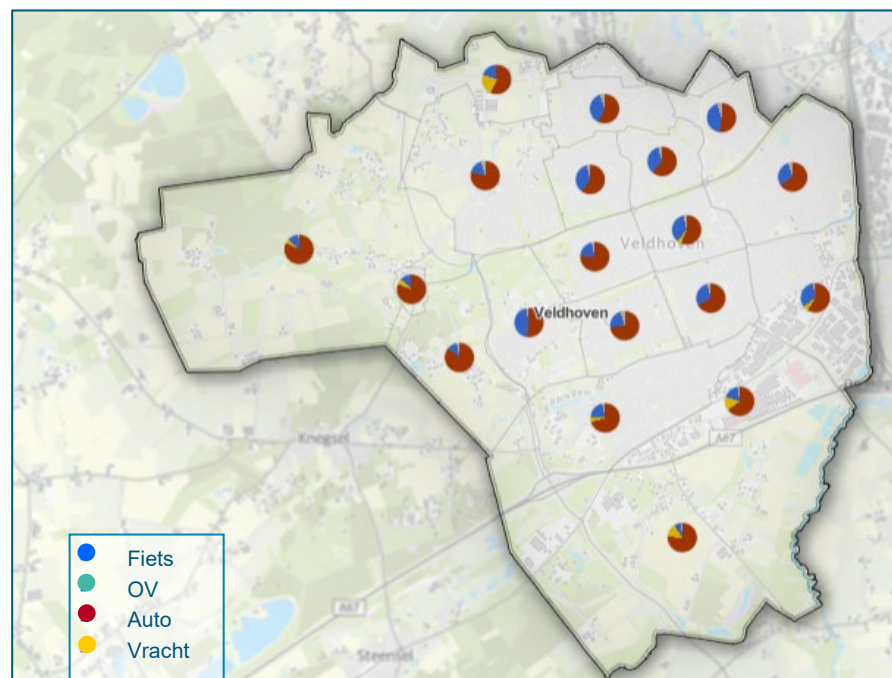 Veldhoven
Veldhoven
A67
Knegsel
Fiets
OV
Auto
Vracht
A67
Steensel